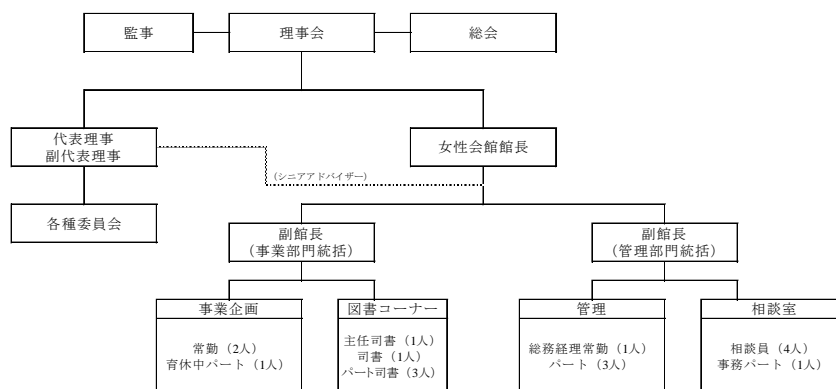 監事
理事会
総会
代表理事
副代表理事
女性会館館長
（シニアアドバイザー）
各種委員会
副館長
（事業部門統括）
副館長
（管理部門統括）
事業企画
常勤（2人）
育休中パート（1人）
図書コーナー
主任司書（1人）
司書（1人）
パート司書（3人）
管理
総務経理常勤（1人）
パート（3人）
相談室
相談員（4人）
事務パート（1人）